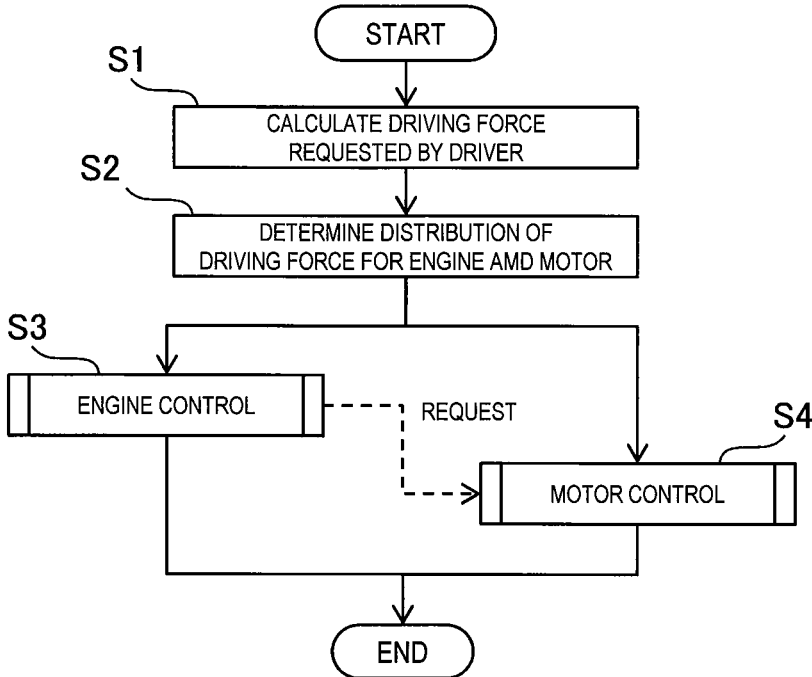 START
S1
CALCULATE DRIVING FORCE
REQUESTED BY DRIVER
S2
DETERMINE DISTRIBUTION OF
DRIVING FORCE FOR ENGINE AMD MOTOR
S3
ENGINE CONTROL
REQUEST
S4
MOTOR CONTROL
END